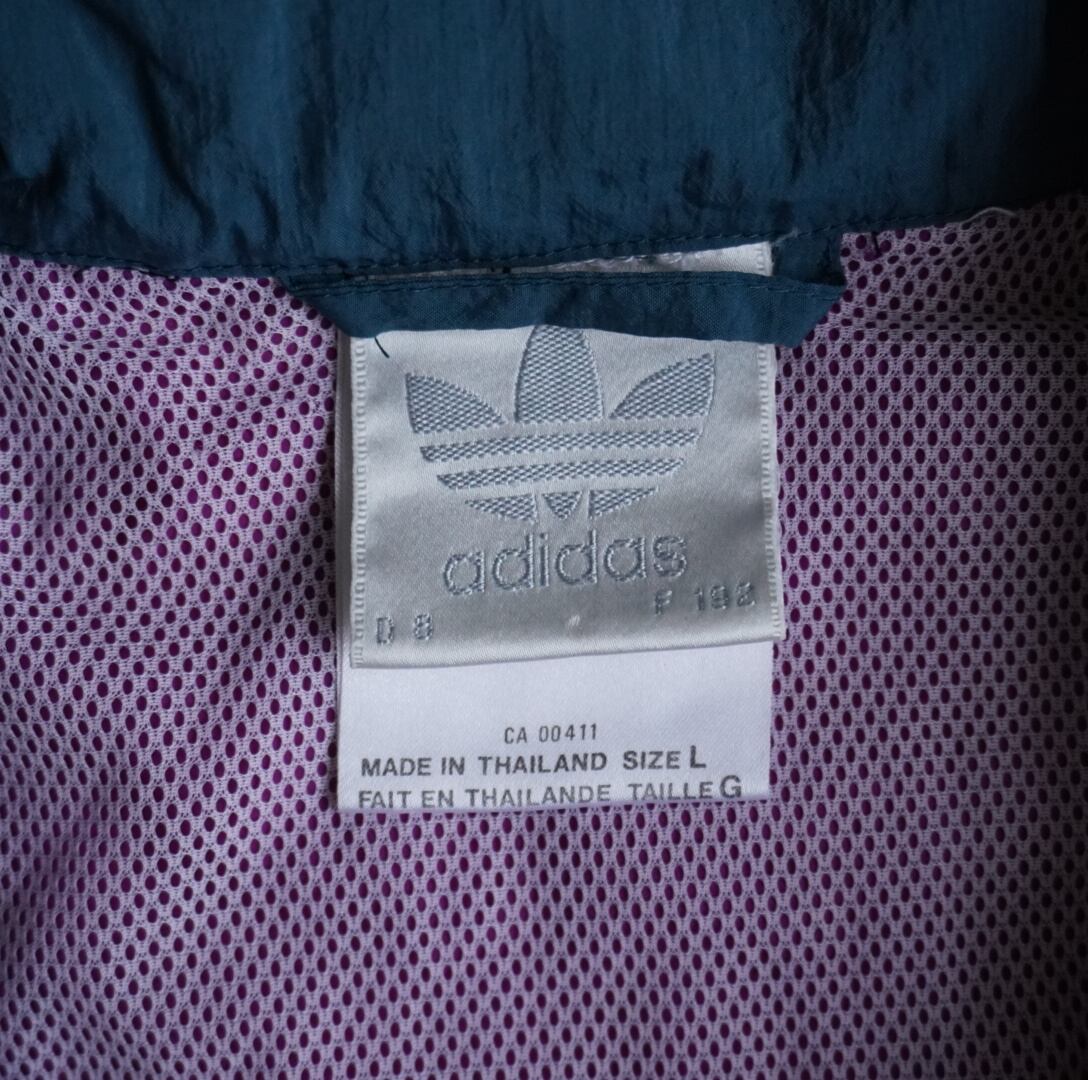 adidas
D 8 F 192
CA 00411
MADE IN THAILAND SIZE L
FAIT EN THAILANDE TAILLE G